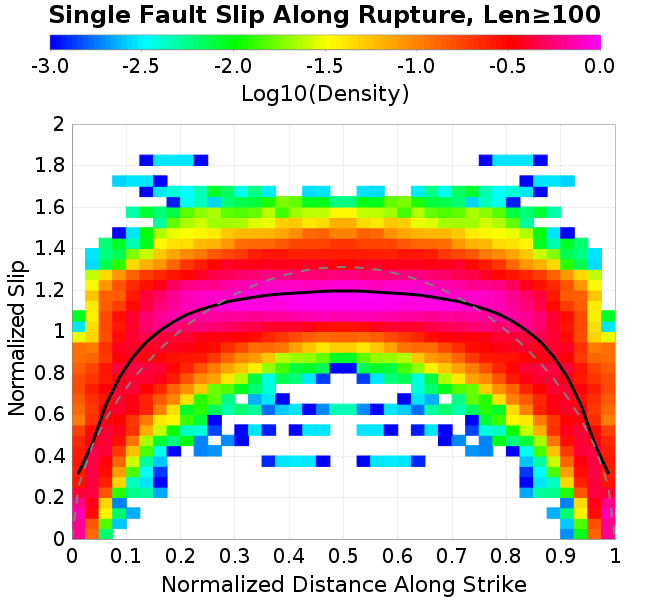 Single Fault Slip Along Rupture, Len≥100
-3.0 -2.5 -2.0 -1.5 -1.0 -0.5 0.0
Log10(Density)
2
1.8
1.6
1.4
1.2
1
0.8
0.6
0.4
0.2
0
Normalized Slip
0 0.1 0.2 0.3 0.4 0.5 0.6 0.7 0.8 0.9 1
Normalized Distance Along Strike